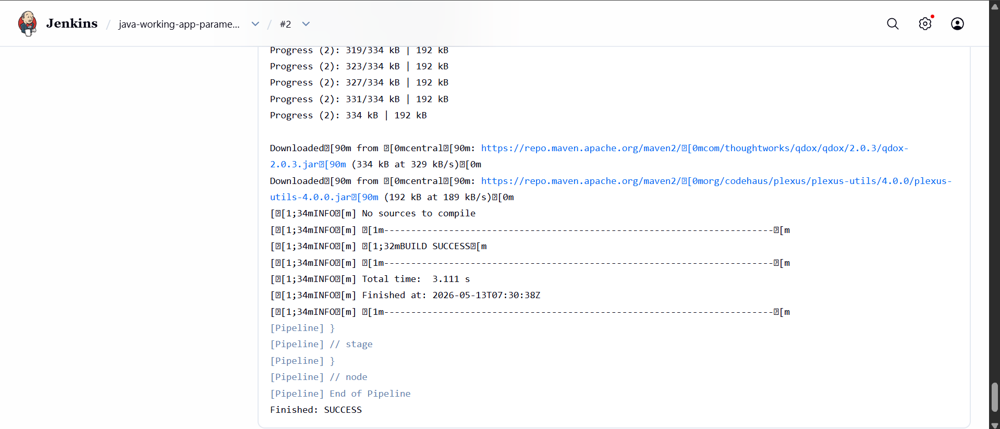 Jenkins / java-working-app-parame... / #2
Progress (2): 319/334 kB | 192 kB
Progress (2): 323/334 kB | 192 kB
Progress (2): 327/334 kB | 192 kB
Progress (2): 331/334 kB | 192 kB
Progress (2): 334 kB | 192 kB
Downloaded␛[90m from ␛[0mcentral␛[90m: https://repo.maven.apache.org/maven2/␛[0mcom/thoughtworks/qdox/qdox/2.0.3/qdox-
2.0.3.jar␛[90m (334 kB at 329 kB/s)␛[0m
Downloaded␛[90m from ␛[0mcentral␛[90m: https://repo.maven.apache.org/maven2/␛[0morg/codehaus/plexus/plexus-utils/4.0.0/plexus-
utils-4.0.0.jar␛[90m (192 kB at 189 kB/s)␛[0m
[␛[1;34mINFO␛[m] No sources to compile
[␛[1;34mINFO␛[m] ␛[1m------------------------------------------------------------------------␛[m
[␛[1;34mINFO␛[m] ␛[1;32mBUILD SUCCESS␛[m
[␛[1;34mINFO␛[m] ␛[1m------------------------------------------------------------------------␛[m
[␛[1;34mINFO␛[m] Total time:  3.111 s
[␛[1;34mINFO␛[m] Finished at: 2026-05-13T07:30:38Z
[␛[1;34mINFO␛[m] ␛[1m------------------------------------------------------------------------␛[m
[Pipeline] }
[Pipeline] // stage
[Pipeline] }
[Pipeline] // node
[Pipeline] End of Pipeline
Finished: SUCCESS